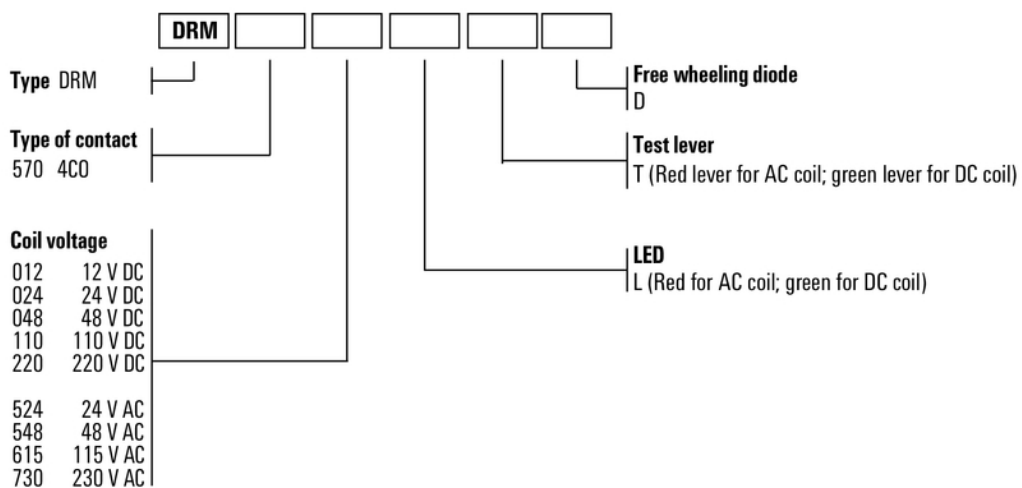 DRM
Type DRM
Type of contact
570 4CO
Coil voltage
012 12 V DC
024 24 V DC
048 48 V DC
110 110 V DC
220 220 V DC
524 24 V AC
548 48 V AC
615 115 V AC
730 230 V AC
Free wheeling diode
D
Test lever
T (Red lever for AC coil; green lever for DC coil)
LED
L (Red for AC coil; green for DC coil)